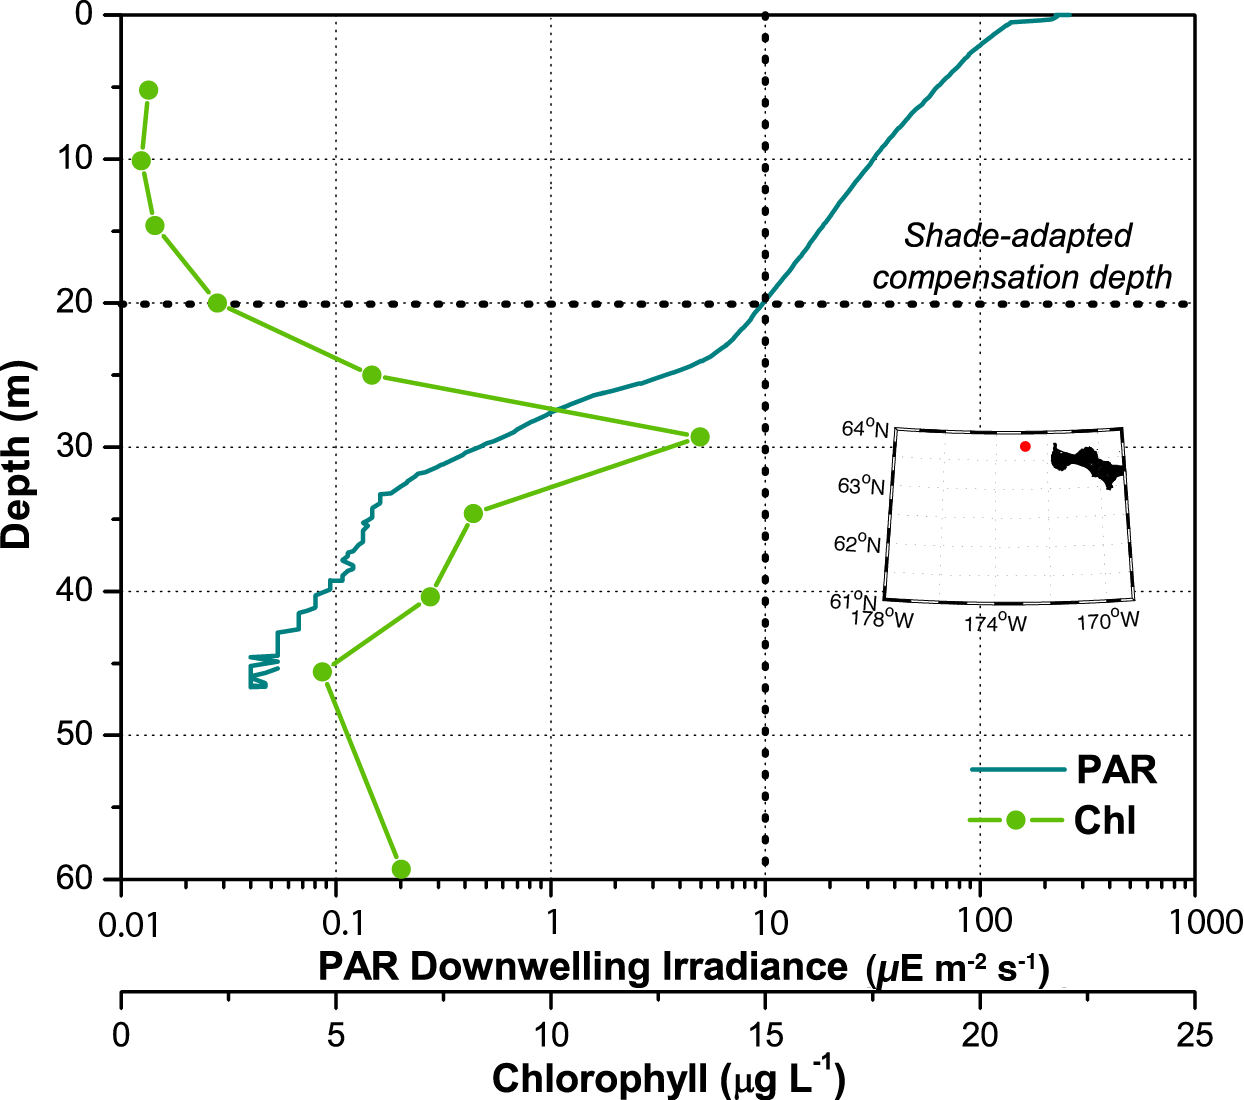 0
10
20
30
40
50
60
Depth (m)
Shade-adapted
compensation depth
64°N
63°N
62°N
61°N
178°W
174°W
170°W
PAR
Chl
0.01
0.1
1
10
100
1000
PAR Downwelling Irradiance (µE m-2 s-1)
0
5
10
15
20
25
Chlorophyll (µg L-1)